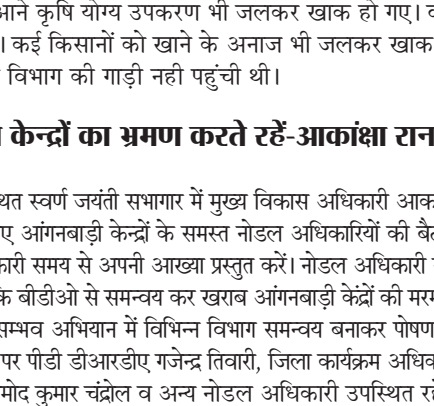 आने कृषि योग्य उपकरण भी जलकर खाक हो गए।
। कई किसानों को खाने के अनाज भी जलकर खाक
विभाग की गाड़ी नही पहुंची थी।
केन्द्रों का भ्रमण करते रहें-आकांक्षा रान
स्वर्ण जयंती सभागार में मुख्य विकास अधिकारी
आंगनबाड़ी केन्द्रों के समस्त नोडल अधिकारियों की
समय से अपनी आख्या प्रस्तुत करें। नोडल अधिकारी
बीडीओ से समन्वय कर खराब आंगनबाड़ी केंद्रों की
सम्भव अभियान में विभिन्न विभाग समन्वय बनाकर पोषण
पर पीडी डीआरडीए गजेन्द्र तिवारी, जिला कार्यक्रम
कुमार चंद्रोल व अन्य नोडल अधिकारी उपस्थित